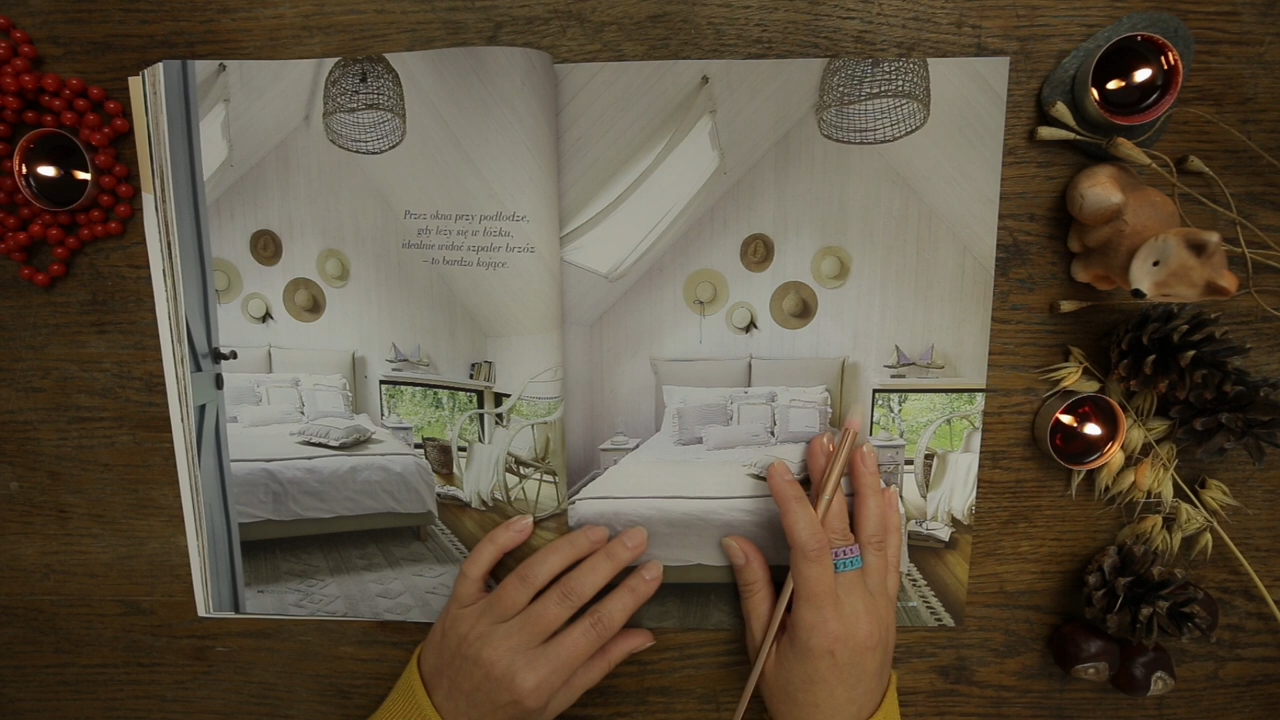 Przez okna przy podłodze,
gdy leży się w łóżku,
idealnie widać szpaler brzóz
– to bardzo kojące.